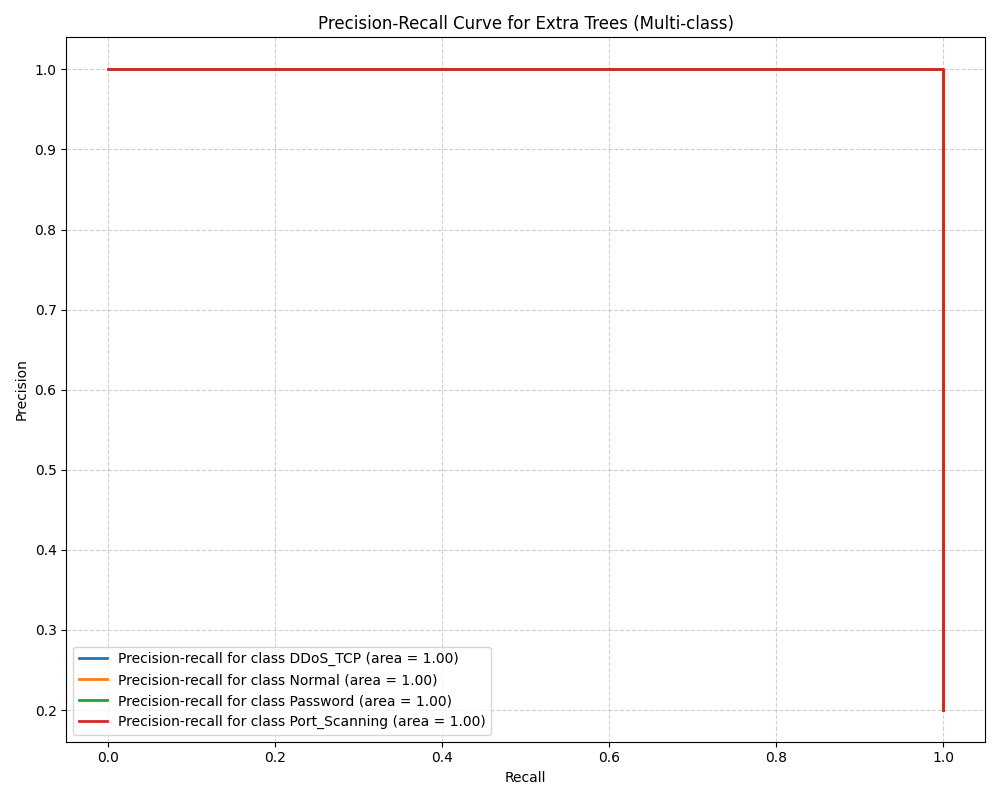 Precision-Recall Curve for Extra Trees (Multi-class)
1.0
0.9
0.8
0.7
0.6
0.5
0.4
0.3
0.2
Precision
Precision-recall for class DDoS_TCP (area = 1.00)
Precision-recall for class Normal (area = 1.00)
Precision-recall for class Password (area = 1.00)
Precision-recall for class Port_Scanning (area = 1.00)
0.0 0.2 0.4 0.6 0.8 1.0
Recall